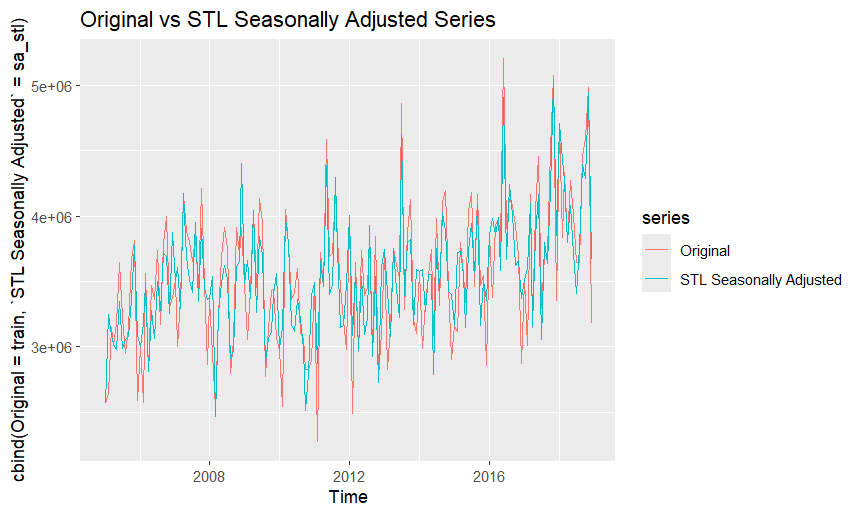 Original vs STL Seasonally Adjusted Series
cbind(Original = train, `STL Seasonally Adjusted` = sa_stl)
5e+06
4e+06
3e+06
2008
2012
2016
Time
series
Original
STL Seasonally Adjusted